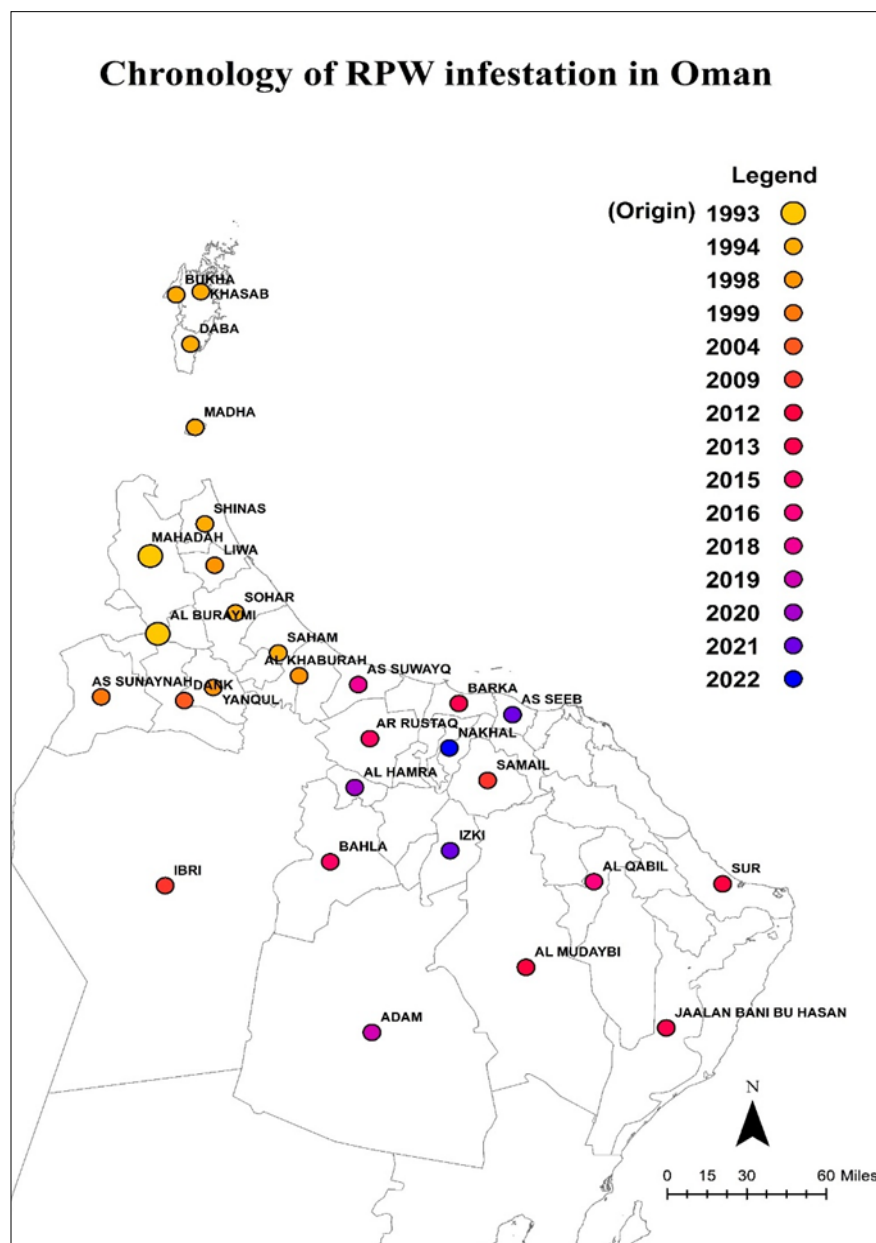 Chronology of RPW infestation in Oman
Legend
(Origin) 1993
1994
1998
1999
2004
2009
2012
2013
2015
2016
2018
2019
2020
2021
2022
BUKHA
KHASAB
DABA
MADHA
SHINAS
MAHADAH
LIWA
SOHAR
AL BURAYMI
SAHAM
AL KHABURAH
AS SUWAYQ
AS SUNAYNAH
DANK
YANQUL
BARKA
AS SEEB
AR RUSTAQ
NAKHAL
AL HAMRA
SAMAIL
IZKI
BAHLA
IBRI
AL QABIL
SUR
AL MUDAYBI
ADAM
JAALAN BANI BU HASAN
N
0 15 30 60 Miles